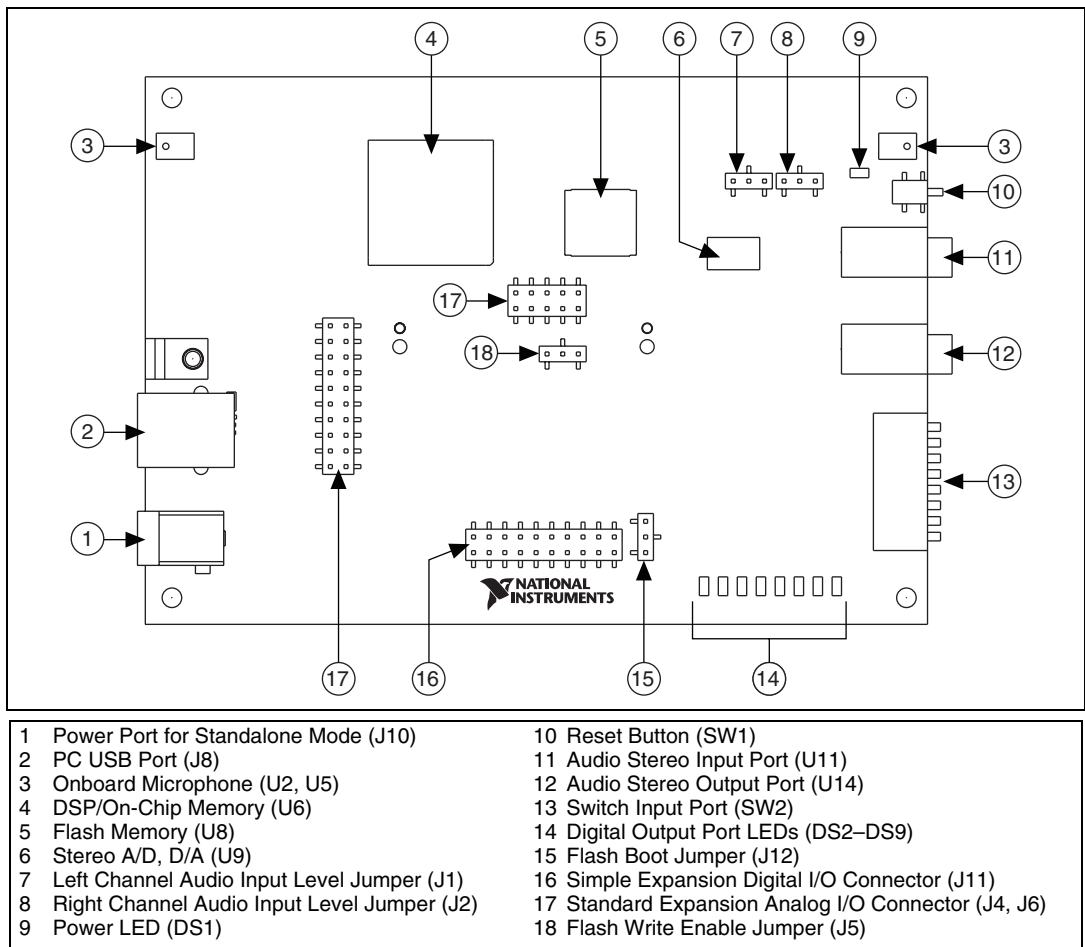 4 5 6 7 8 9
3 3
10
11
17
18 12
2
13
1
NATIONAL
INSTRUMENTS
17 16 15 14
1 Power Port for Standalone Mode (J10)
2 PC USB Port (J8)
3 Onboard Microphone (U2, U5)
4 DSP/On-Chip Memory (U6)
5 Flash Memory (U8)
6 Stereo A/D, D/A (U9)
7 Left Channel Audio Input Level Jumper (J1)
8 Right Channel Audio Input Level Jumper (J2)
9 Power LED (DS1)
10 Reset Button (SW1)
11 Audio Stereo Input Port (U11)
12 Audio Stereo Output Port (U14)
13 Switch Input Port (SW2)
14 Digital Output Port LEDs (DS2–DS9)
15 Flash Boot Jumper (J12)
16 Simple Expansion Digital I/O Connector (J11)
17 Standard Expansion Analog I/O Connector (J4, J6)
18 Flash Write Enable Jumper (J5)